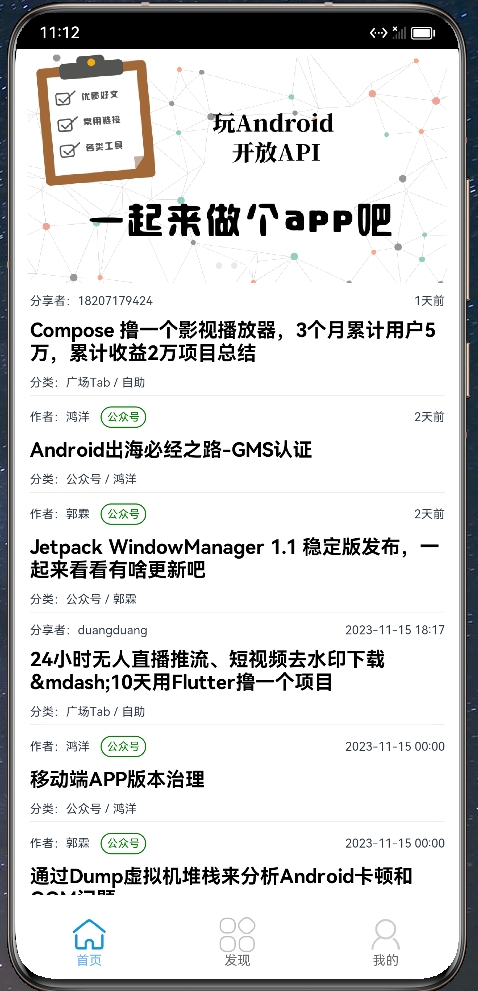 11:12
优质好文
常用链接
各类工具
玩Android
开放API
一起来做个app吧
分享者：18207179424 1天前
Compose 撸一个影视播放器，3个月累计用户5
万，累计收益2万项目总结
分类：广场Tab / 自助
作者：鸿洋 公众号 2天前
Android出海必经之路-GMS认证
分类：公众号 / 鸿洋
作者：郭霖 公众号 2天前
Jetpack WindowManager 1.1 稳定版发布，一
起来看看有啥更新吧
分类：公众号 / 郭霖
分享者：duangduang 2023-11-15 18:17
24小时无人直播推流、短视频去水印下载
&mdash;10天用Flutter撸一个项目
分类：广场Tab / 自助
作者：鸿洋 公众号 2023-11-15 00:00
移动端APP版本治理
分类：公众号 / 鸿洋
作者：郭霖 公众号 2023-11-15 00:00
通过Dump虚拟机堆栈来分析Android卡顿和
首页 发现 我的